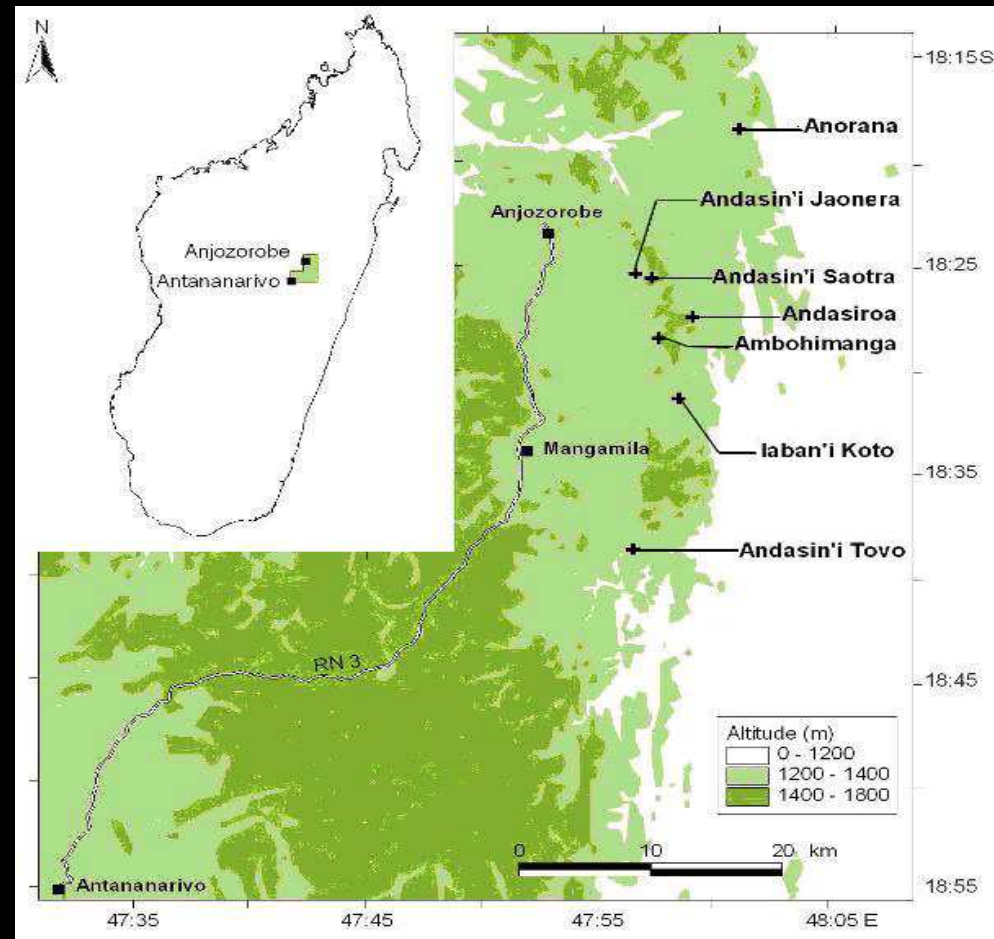 N
18:15S
Anorana
Andasin'i Jaonera
Anjozorobe
Anjozorobe
Antananarivo
18:25
Andasin'i Saotra
Andasiroa
Ambohimanga
Mangamila
Iaban'i Koto
18:35
Andasin'i Tovo
RN 3
18:45
Altitude (m)
0 - 1200
1200 - 1400
1400 - 1800
0 10 20 km
Antananarivo
18:55
47:35 47:45 47:55 48:05 E